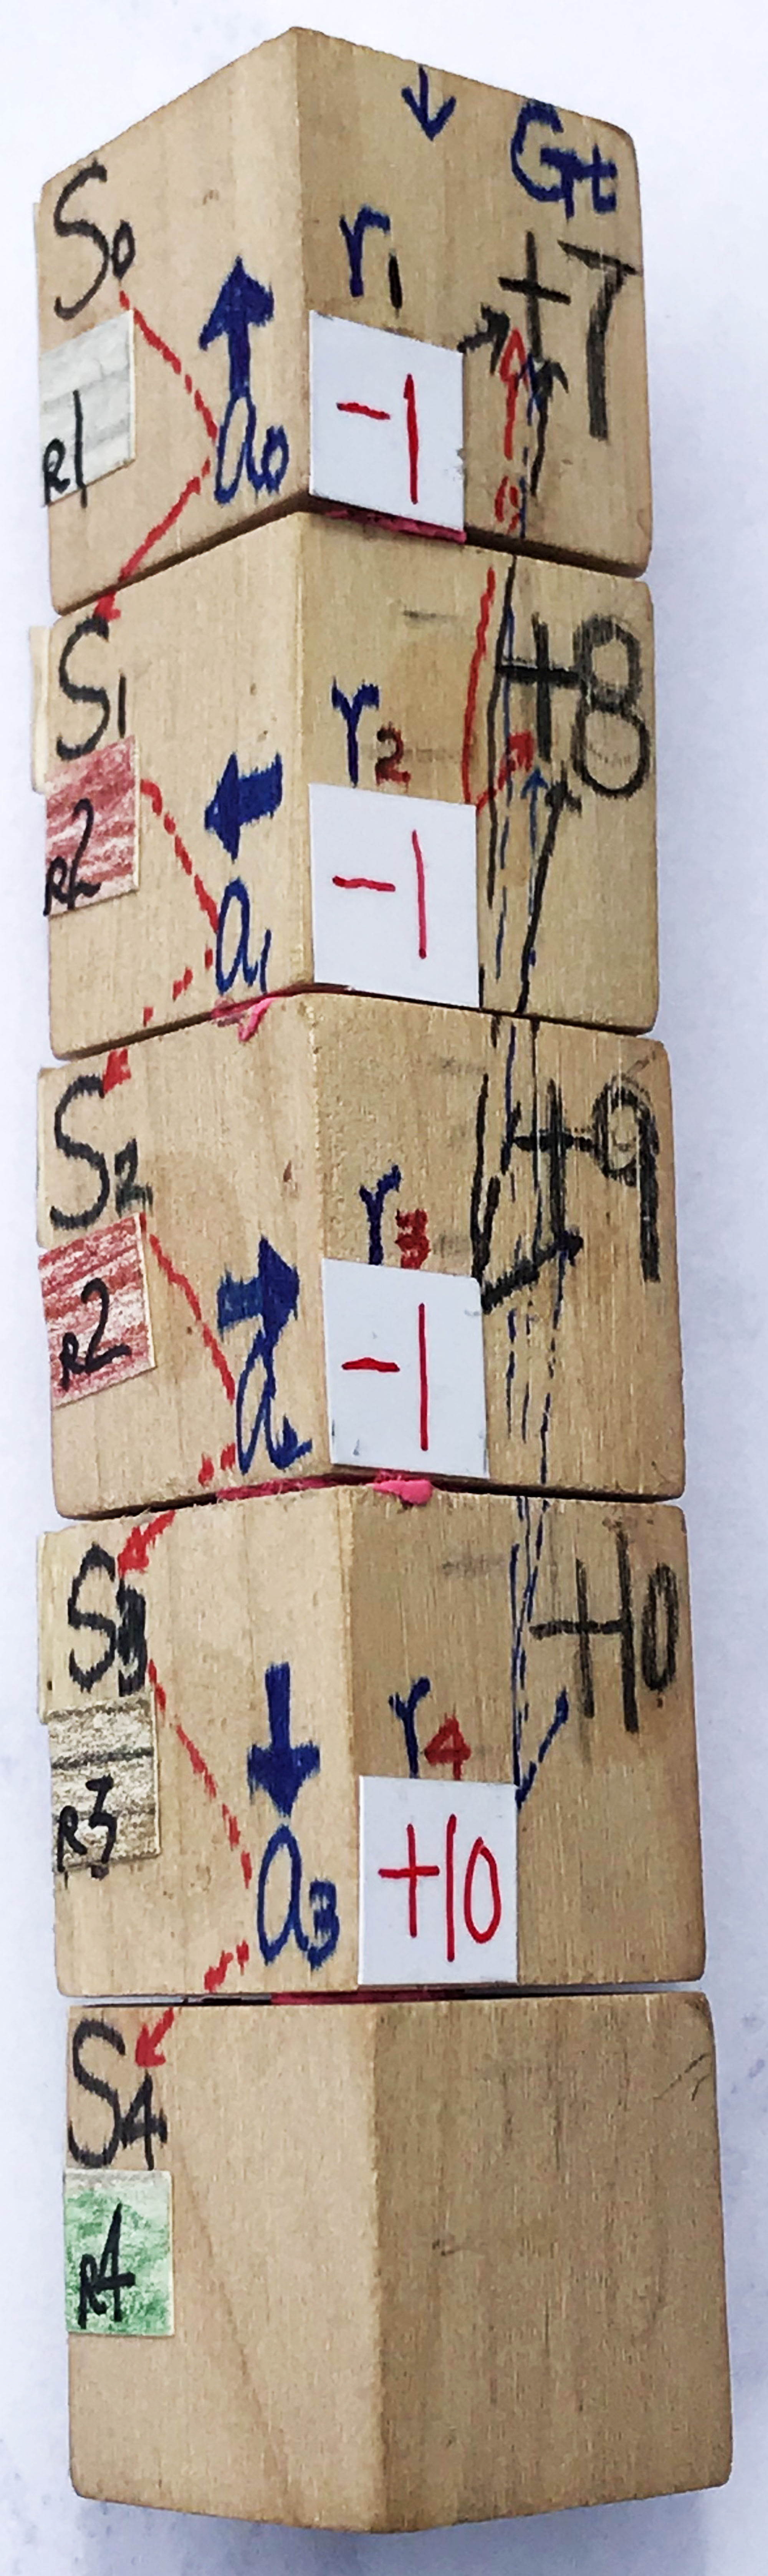 ↓ Gt
S0 ↑ r1 +7
R1 a0 -1
S1 ← r2 +8
R2 a1 -1
S2 → r3 +9
R2 a2 -1
S3 ↓ r4 +10
R3 a3 +10
S4
R4